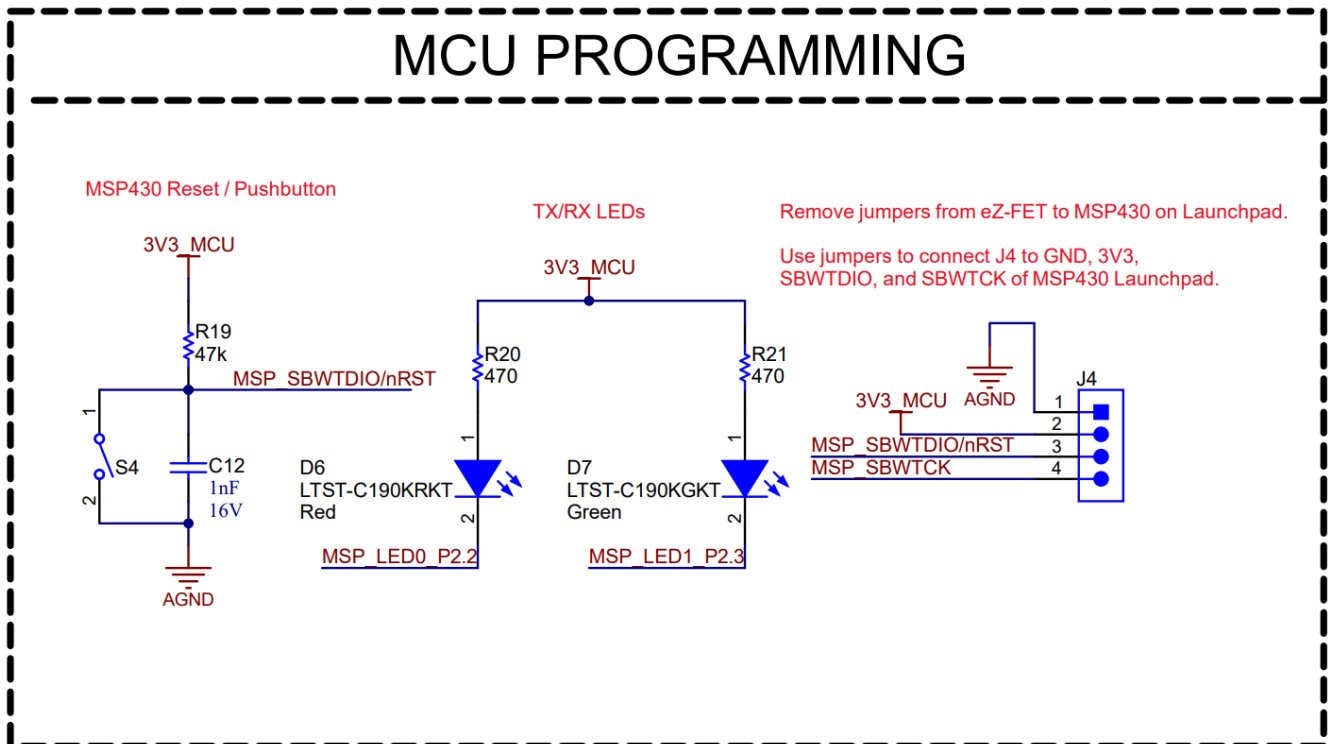 MCU PROGRAMMING
MSP430 Reset / Pushbutton
3V3_MCU
R19
47k
MSP_SBWTDIO/nRST
1
S4
2
C12
1nF
16V
AGND
TX/RX LEDs
3V3_MCU
R20
470
R21
470
1
D6
LTST-C190KRKT
Red
2
MSP_LED0_P2.2
1
D7
LTST-C190KGKT
Green
2
MSP_LED1_P2.3
Remove jumpers from eZ-FET to MSP430 on Launchpad.
Use jumpers to connect J4 to GND, 3V3,
SBWTDIO, and SBWTCK of MSP430 Launchpad.
AGND
J4
3V3_MCU
1
2
MSP_SBWTDIO/nRST
3
MSP_SBWTCK
4